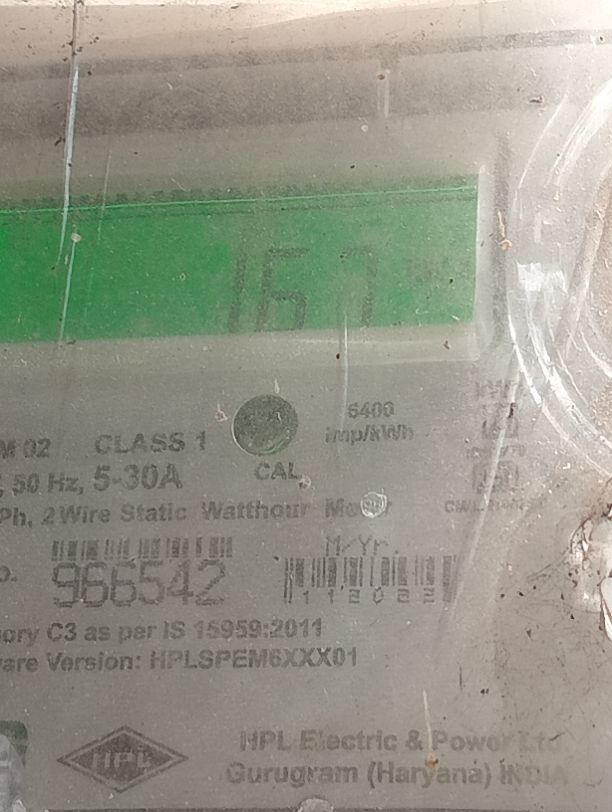 167
6400
imp/kWh
M 02 CLASS 1
, 50 Hz, 5-30A
CAL
Ph, 2 Wire Static Watthour Meter
M/Yr.
966542
112022
ory C3 as per IS 15959:2011
are Version: HPLSPEM6XXX01
HPL
HPL Electric & Power Ltd
Gurugram (Haryana) INDIA